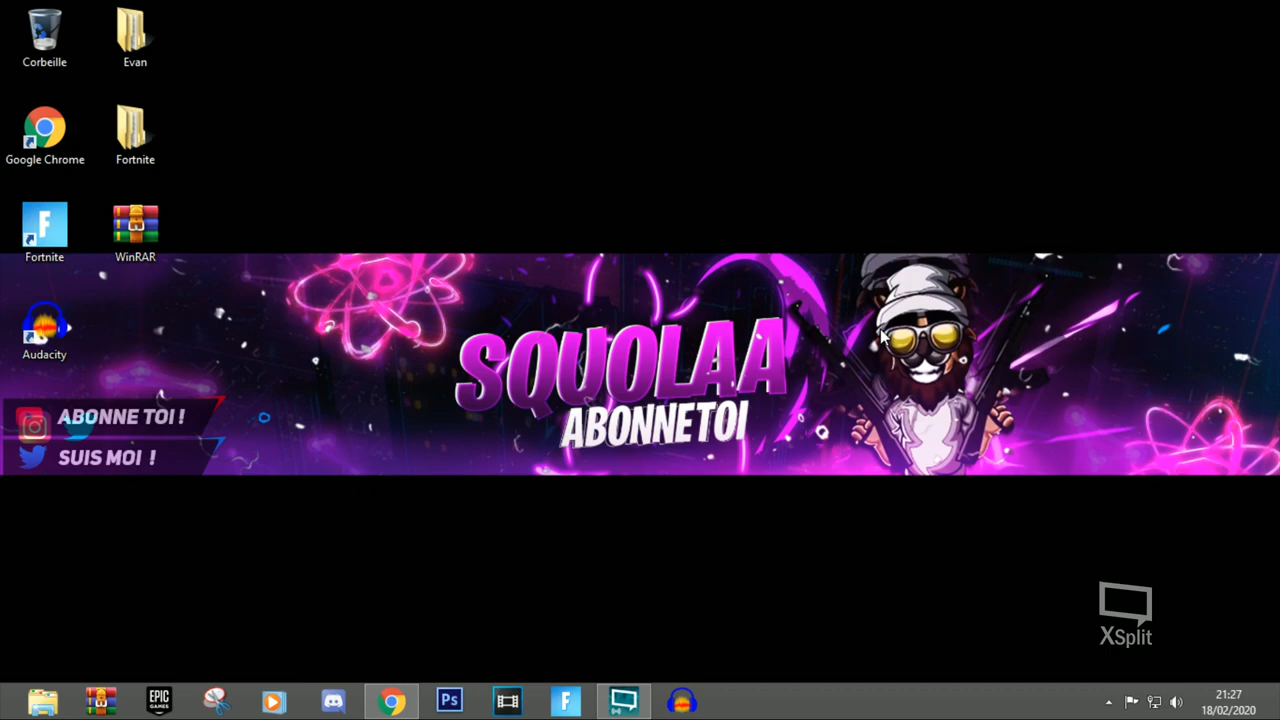 Corbeille
Evan
Google Chrome
Fortnite
F
Fortnite
WinRAR
Audacity
SQUOLAA
ABONNETOI
ABONNE TOI !
SUIS MOI !
XSplit
EPIC
GAMES
Ps
F
21:27
18/02/2020